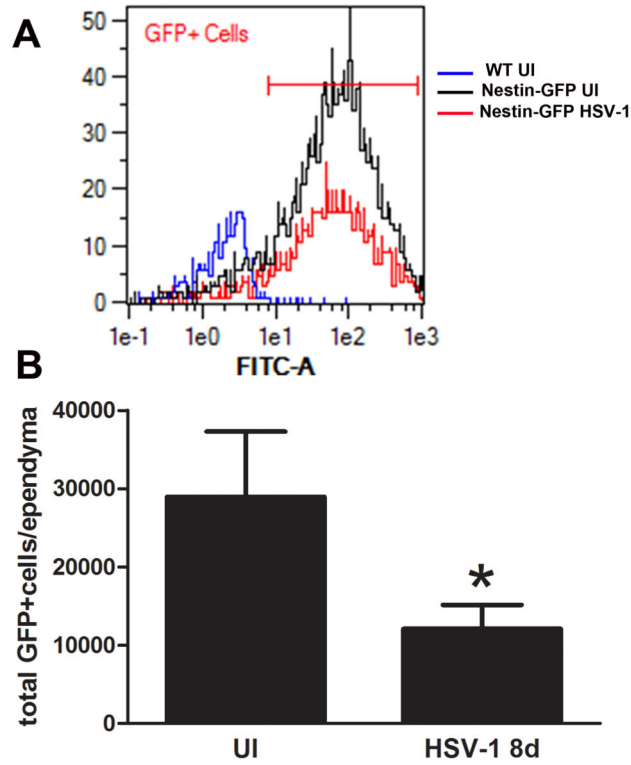 A
GFP+ Cells
50
40
30
20
10
0
1e-1 1e0 1e1 1e2 1e3
FITC-A
WT UI
Nestin-GFP UI
Nestin-GFP HSV-1
B
total GFP+cells/ependyma
40000
30000
20000
10000
0
*
UI HSV-1 8d